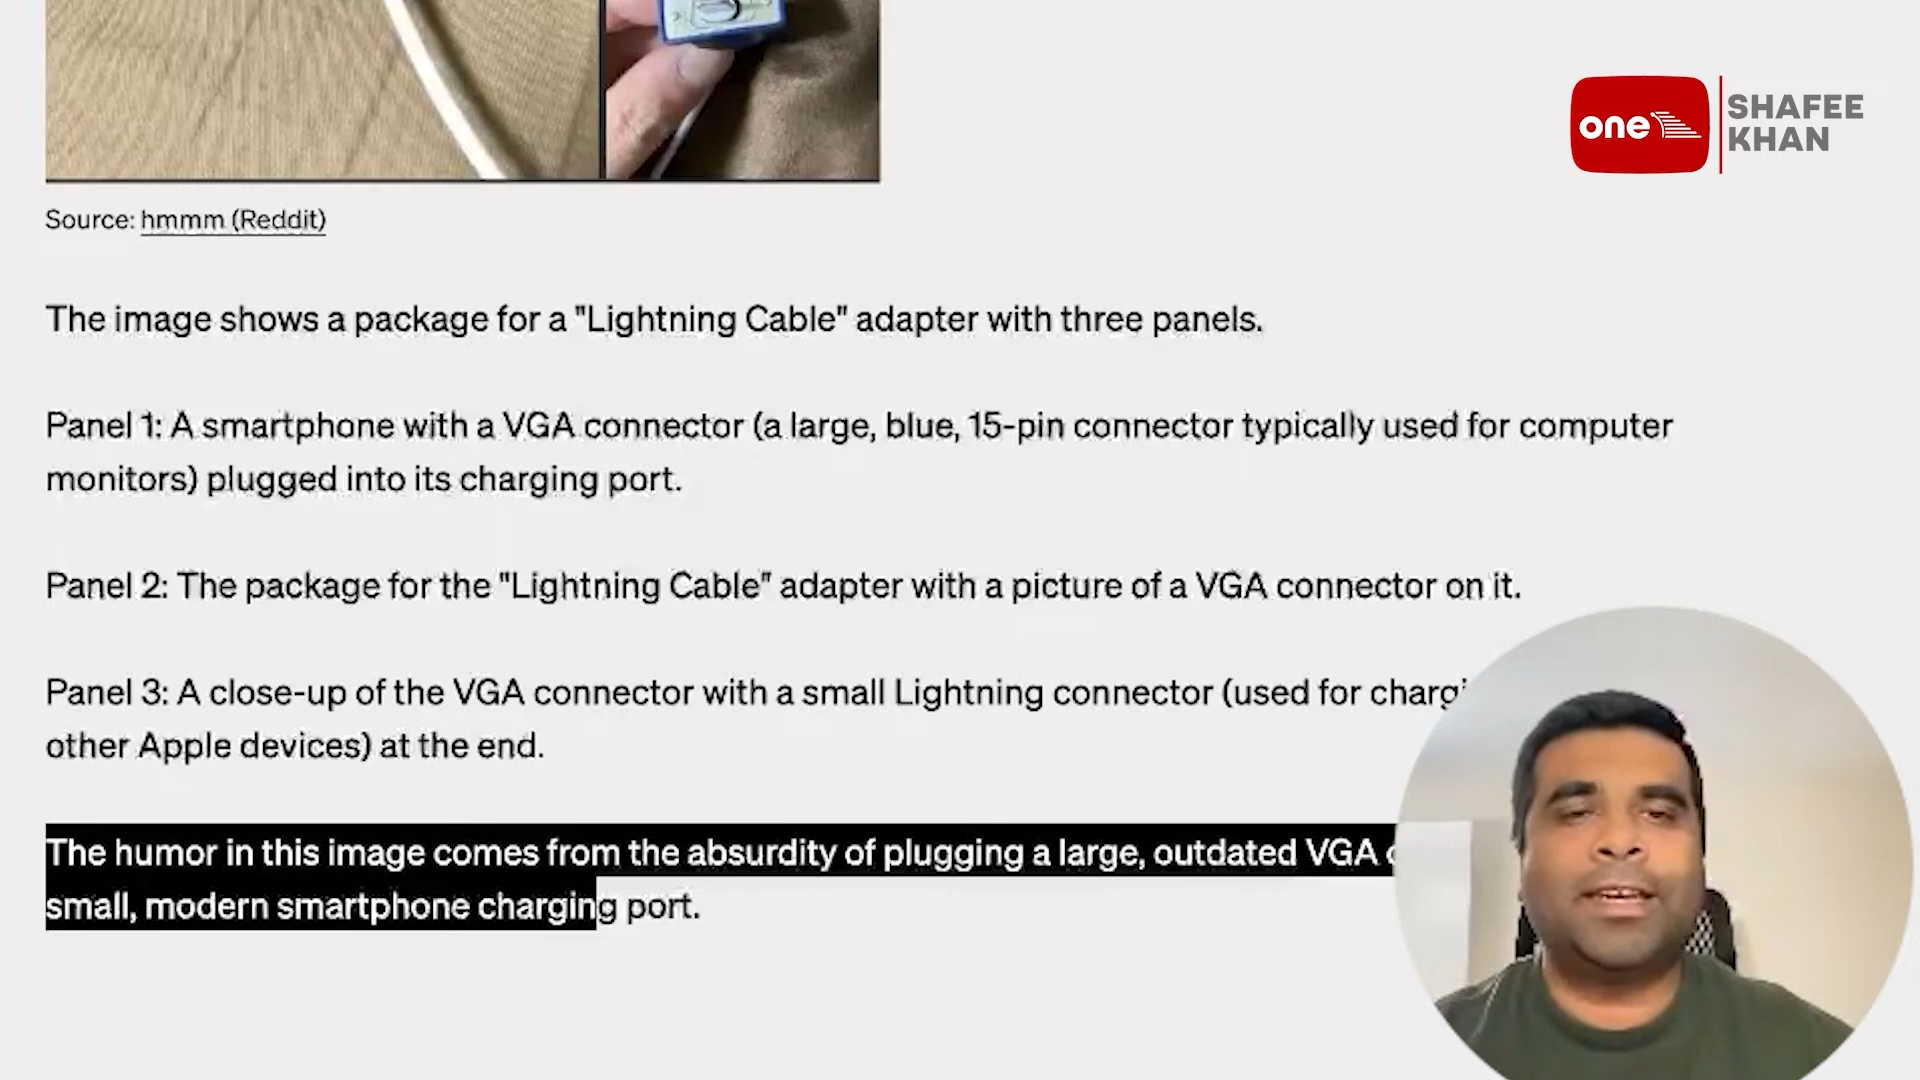 one
SHAFEE
KHAN
Source: hmmm (Reddit)
The image shows a package for a "Lightning Cable" adapter with three panels.
Panel 1: A smartphone with a VGA connector (a large, blue, 15-pin connector typically used for computer
monitors) plugged into its charging port.
Panel 2: The package for the "Lightning Cable" adapter with a picture of a VGA connector on it.
Panel 3: A close-up of the VGA connector with a small Lightning connector (used for
other Apple devices) at the end.
The humor in this image comes from the absurdity of plugging a large, outdated VGA
small, modern smartphone charging port.